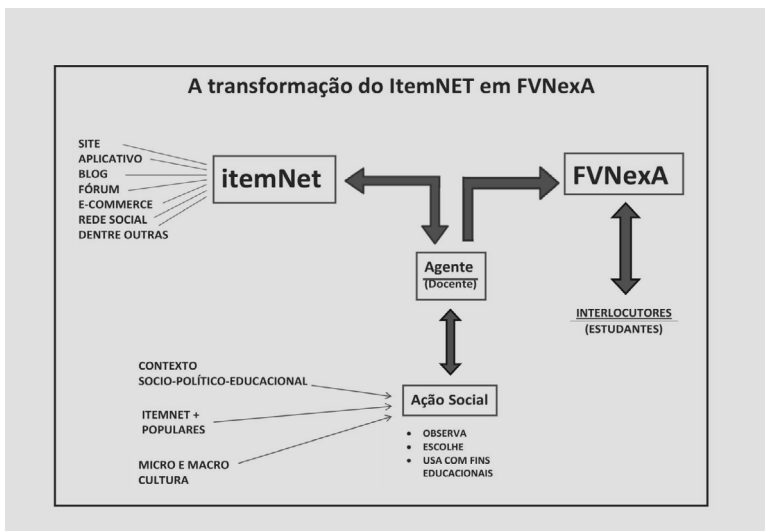 A transformação do ItemNET em FVNexA
SITE
APLICATIVO
BLOG
FÓRUM
E-COMMERCE
REDE SOCIAL
DENTRE OUTRAS
itemNet
FVNexA
Agente
(Docente)
INTERLOCUTORES
(ESTUDANTES)
CONTEXTO
SOCIO-POLÍTICO-EDUCACIONAL
ITEMNET +
POPULARES
MICRO E MACRO
CULTURA
Ação Social
• OBSERVA
• ESCOLHE
• USA COM FINS
EDUCACIONAIS